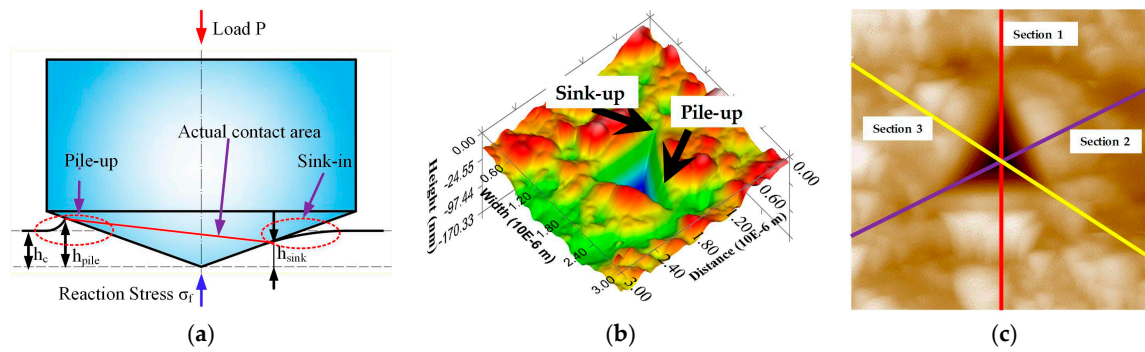 Load P
Actual contact area
Pile-up
Sink-in
h_c
h_pile
h_sink
Reaction Stress σ_f
(a)
Sink-up
Pile-up
0.00
-24.55
-97.44
-170.33
Width (10E-6 m)
0.60
1.20
1.80
2.40
3.00
0.00
0.60
1.20
1.80
2.40
3.00
Distance (10E-6 m)
(b)
Section 1
Section 3
Section 2
(c)